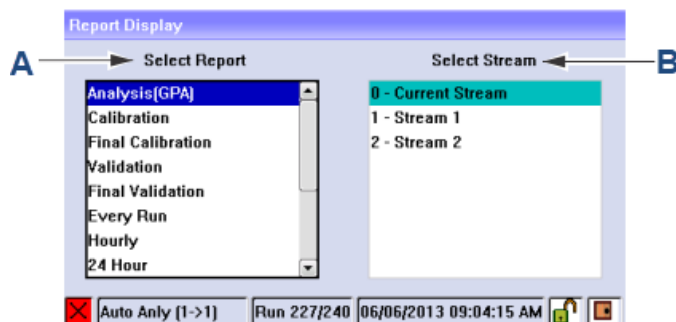 Report Display
A Select Report Select Stream B
Analysis(GPA) 0 - Current Stream
Calibration 1 - Stream 1
Final Calibration 2 - Stream 2
Validation
Final Validation
Every Run
Hourly
24 Hour
Auto Anly (1->1) Run 227/240 06/06/2013 09:04:15 AM